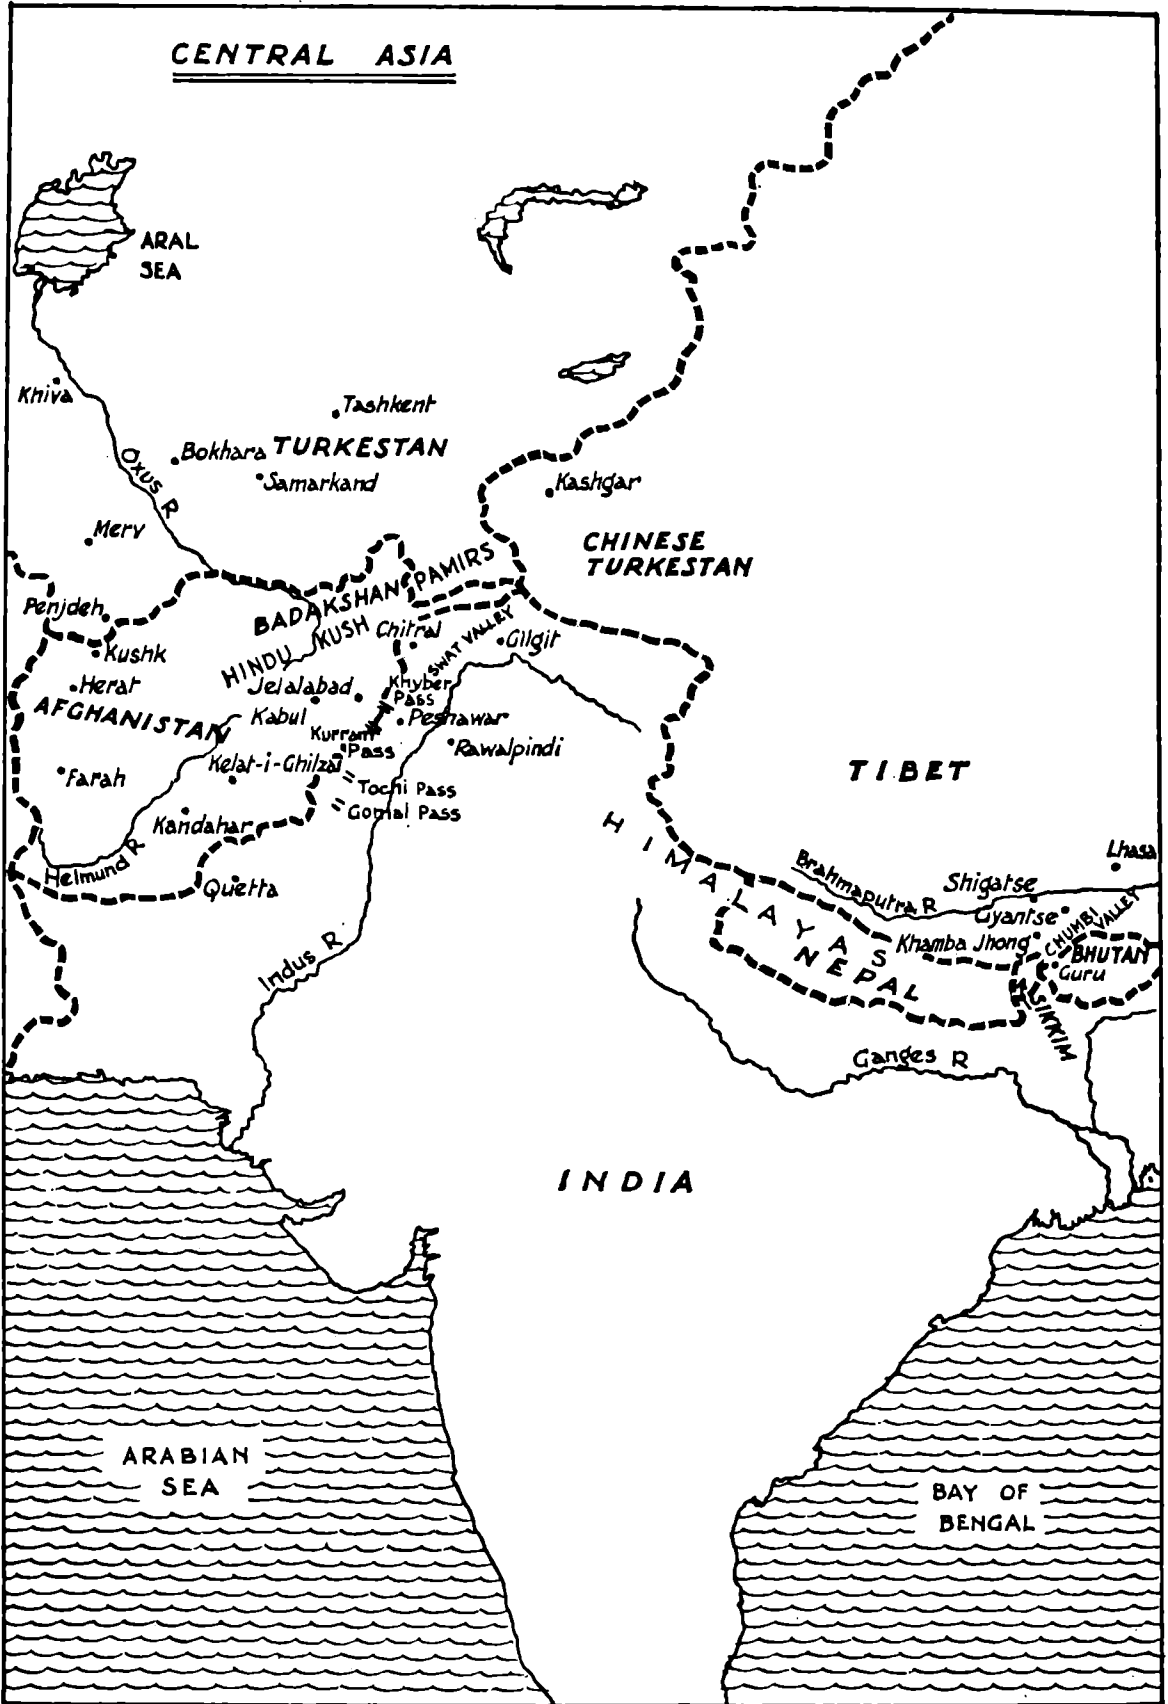 CENTRAL ASIA
ARAL
SEA
Khiva
Tashkent
Bokhara
TURKESTAN
Samarkand
Oxus R
Kashgar
Merv
CHINESE
TURKESTAN
PAMIRS
BADAKSHAN
Penjdeh
Kushk
HINDU KUSH
Chitral
SWAT VALLEY
Gilgit
Herat
Jelalabad
Khyber
Pass
AFGHANISTAN
Kabul
Peshawar
Kurram
Pass
Rawalpindi
Farah
Kelat-i-Ghilzai
Tochi Pass
Gomal Pass
TIBET
Kandahar
Helmund R
Quetta
HIMALAYAS
Lhasa
Brahmaputra R
Shigatse
Gyantse
CHUMBI
VALLEY
Khamba Jhong
BHUTAN
Guru
NEPAL
SIKKIM
Indus R
Ganges R
INDIA
ARABIAN
SEA
BAY OF
BENGAL